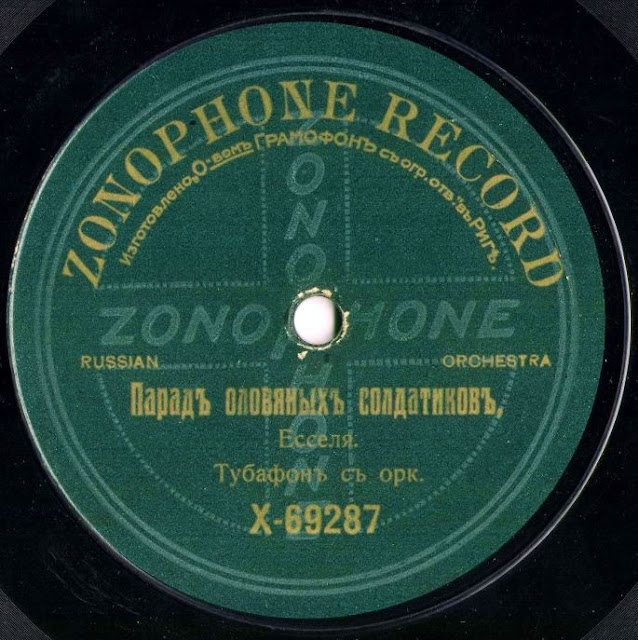 ZONOPHONE RECORD
Изготовлено О-вомъ ГРАМОФОНЪ съ огр. отв. "въ Ригѣ.
ZONOPHONE
ZONOPHONE
RUSSIAN ORCHESTRA
Парадъ оловяныхъ солдатиковъ,
Есселя.
Тубафонъ съ орк.
X-69287